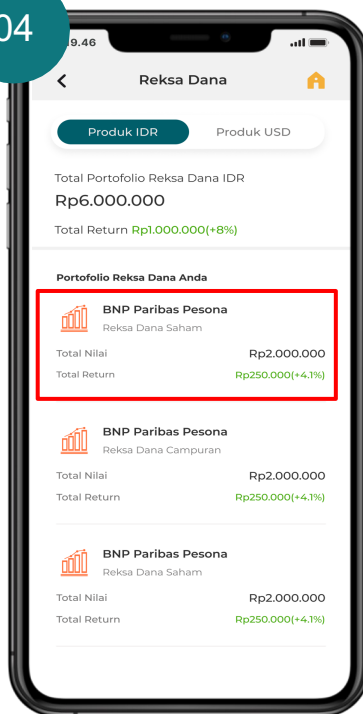 04
9.46
Reksa Dana
Produk IDR
Produk USD
Total Portofolio Reksa Dana IDR
Rp6.000.000
Total Return Rp1.000.000(+8%)
Portofolio Reksa Dana Anda
BNP Paribas Pesona
Reksa Dana Saham
Total Nilai Rp2.000.000
Total Return Rp250.000(+4.1%)
BNP Paribas Pesona
Reksa Dana Campuran
Total Nilai Rp2.000.000
Total Return Rp250.000(+4.1%)
BNP Paribas Pesona
Reksa Dana Saham
Total Nilai Rp2.000.000
Total Return Rp250.000(+4.1%)